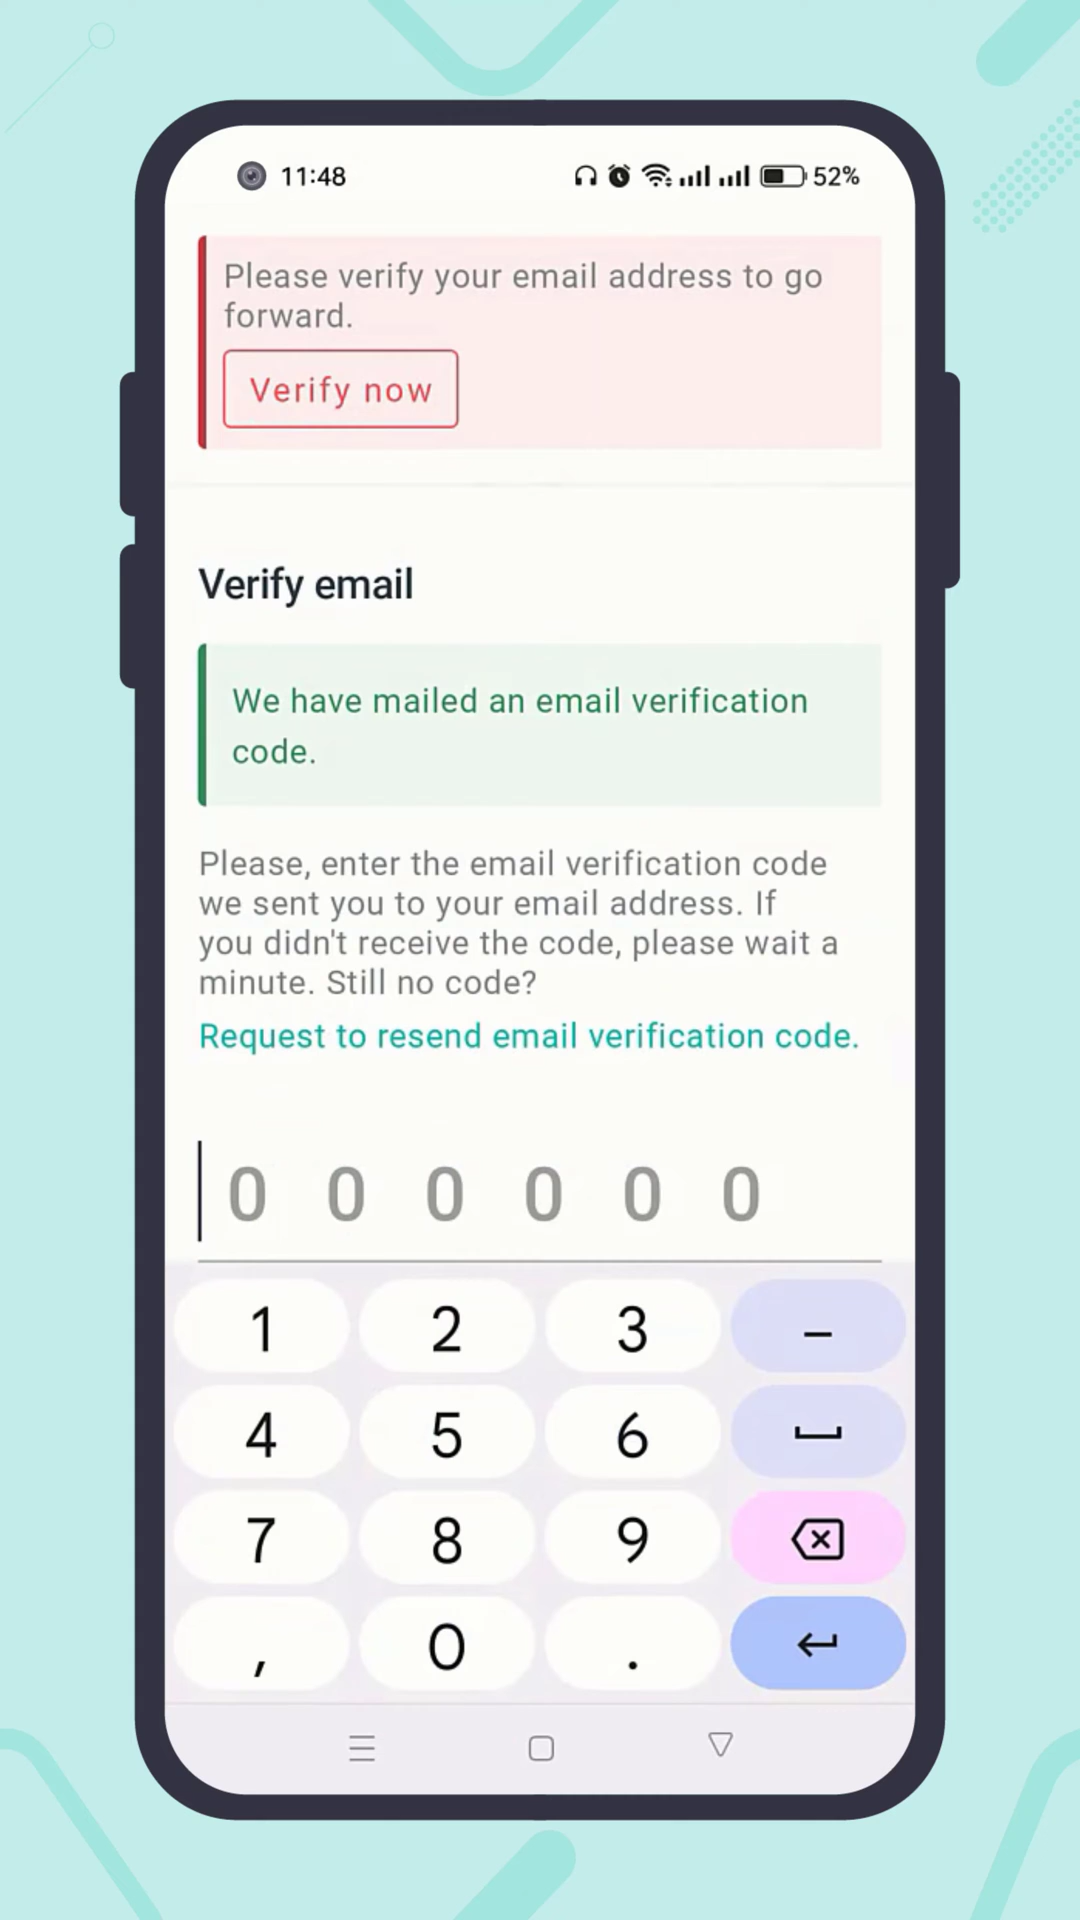 11:48 52%
Please verify your email address to go
forward.
Verify now
Verify email
We have mailed an email verification
code.
Please, enter the email verification code
we sent you to your email address. If
you didn't receive the code, please wait a
minute. Still no code?
Request to resend email verification code.
0 0 0 0 0 0
1 2 3 –
4 5 6
7 8 9
, 0 .